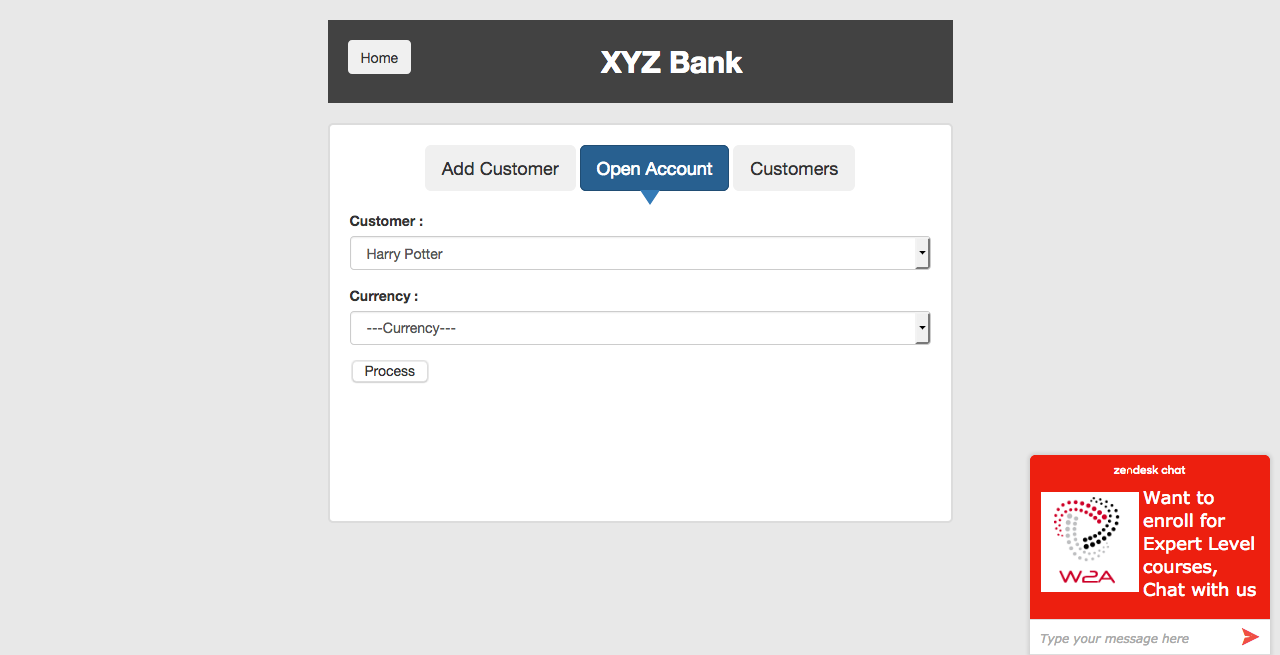 Home
XYZ Bank
Add Customer
Open Account
Customers
Customer :
Harry Potter
Currency :
---Currency---
Process
zendesk chat
Want to
enroll for
Expert Level
courses,
Chat with us
W2A
Type your message here